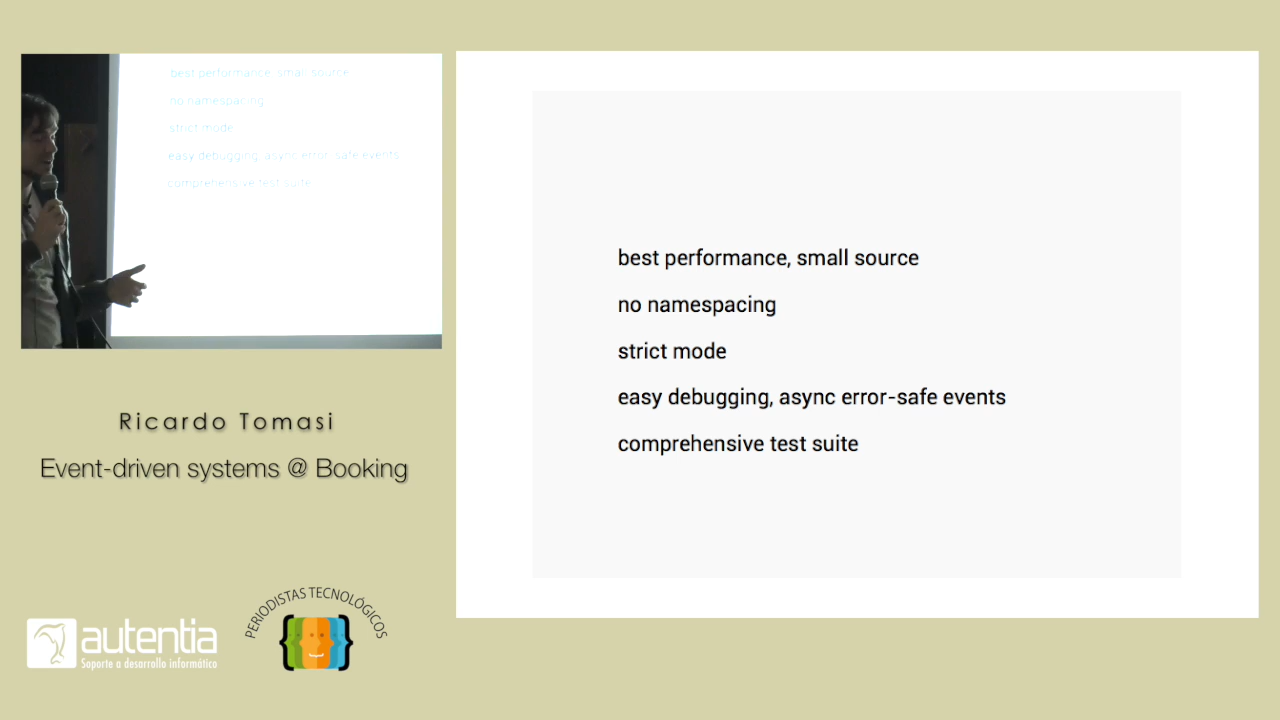 best performance, small source
no namespacing
strict mode
easy debugging, async error-safe events
comprehensive test suite
Ricardo Tomasi
Event-driven systems @ Booking
autentia
Soporte a desarrollo informático
PERIODISTAS TECNOLÓGICOS
best performance, small source
no namespacing
strict mode
easy debugging, async error-safe events
comprehensive test suite